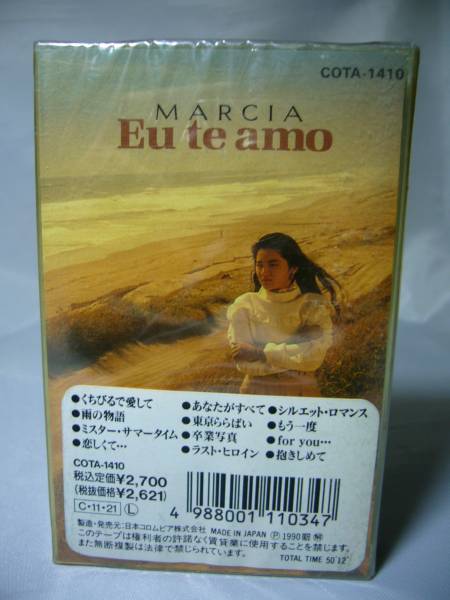 COTA-1410
MARCIA
Eu te amo
●くちびるで愛して ●あなたがすべて ●シルエット・ロマンス
●雨の物語 ●東京ららばい ●もう一度
●ミスター・サマータイム ●卒業写真 ●for you…
●恋しくて… ●ラスト・ヒロイン ●抱きしめて
COTA-1410
税込定価¥2,700
(税抜価格¥2,621)
C・11・21 Ⓛ
4 988001 110347
製造・発売元:日本コロムビア株式会社 MADE IN JAPAN Ⓟ1990
このテープは権利者の許諾なく賃貸業に使用することを禁じます。
また無断複製は法律で禁じられています。
TOTAL TIME 50'12"